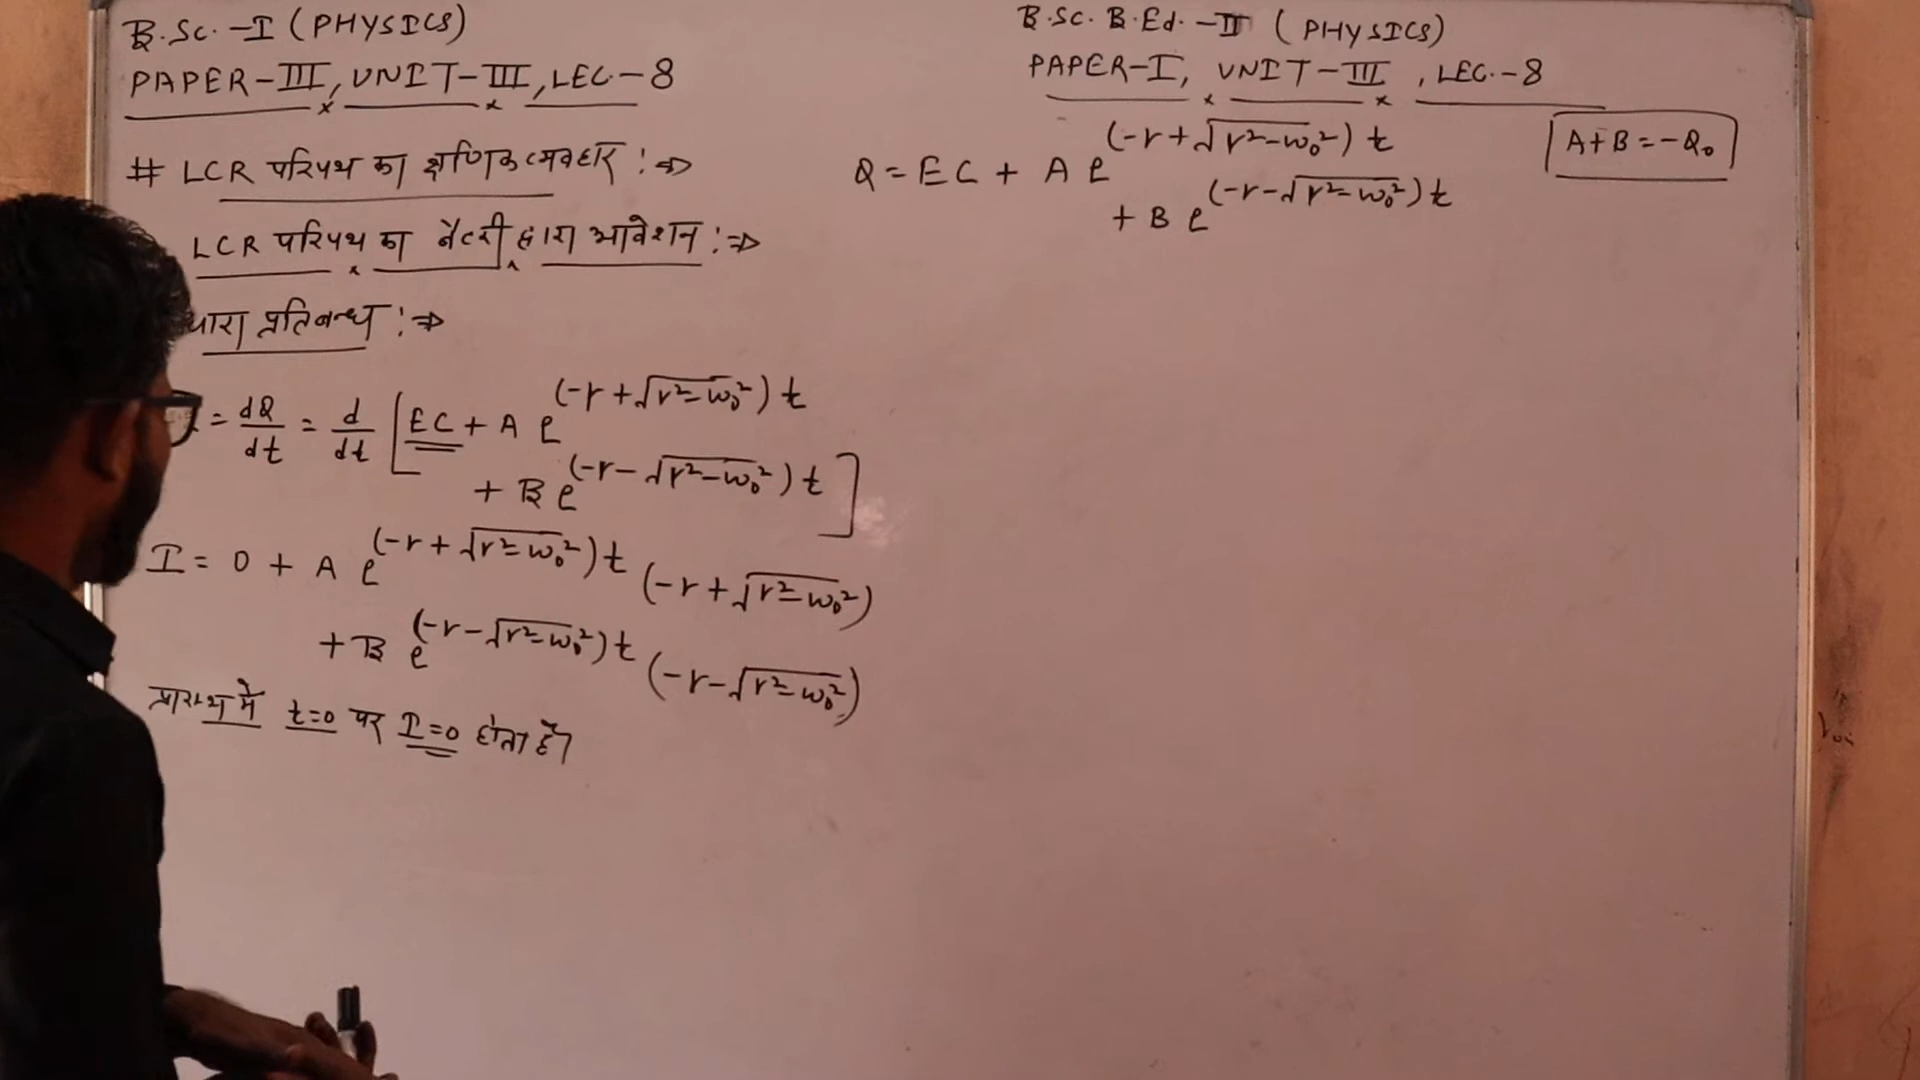 B.Sc.-I (PHYSICS)
PAPER-III, UNIT-III, LEC-8
# LCR परिपथ का क्षणिक व्यवहार :⇒
LCR परिपथ का बैटरी द्वारा आवेशन :⇒
धारा प्रतिबन्ध :⇒
= dQ/dt = d/dt [EC + A e^(-r+√r²-ω₀²)t
+ B e^(-r-√r²-ω₀²)t]
I = 0 + A e^(-r+√r²-ω₀²)t (-r+√r²-ω₀²)
+ B e^(-r-√r²-ω₀²)t (-r-√r²-ω₀²)
प्रारम्भ में t=0 पर I=0 होता है।
B.Sc. B.Ed.-II (PHYSICS)
PAPER-I, UNIT-III, LEC.-8
Q = EC + A e^(-r+√r²-ω₀²)t
+ B e^(-r-√r²-ω₀²)t
A+B=-Q₀